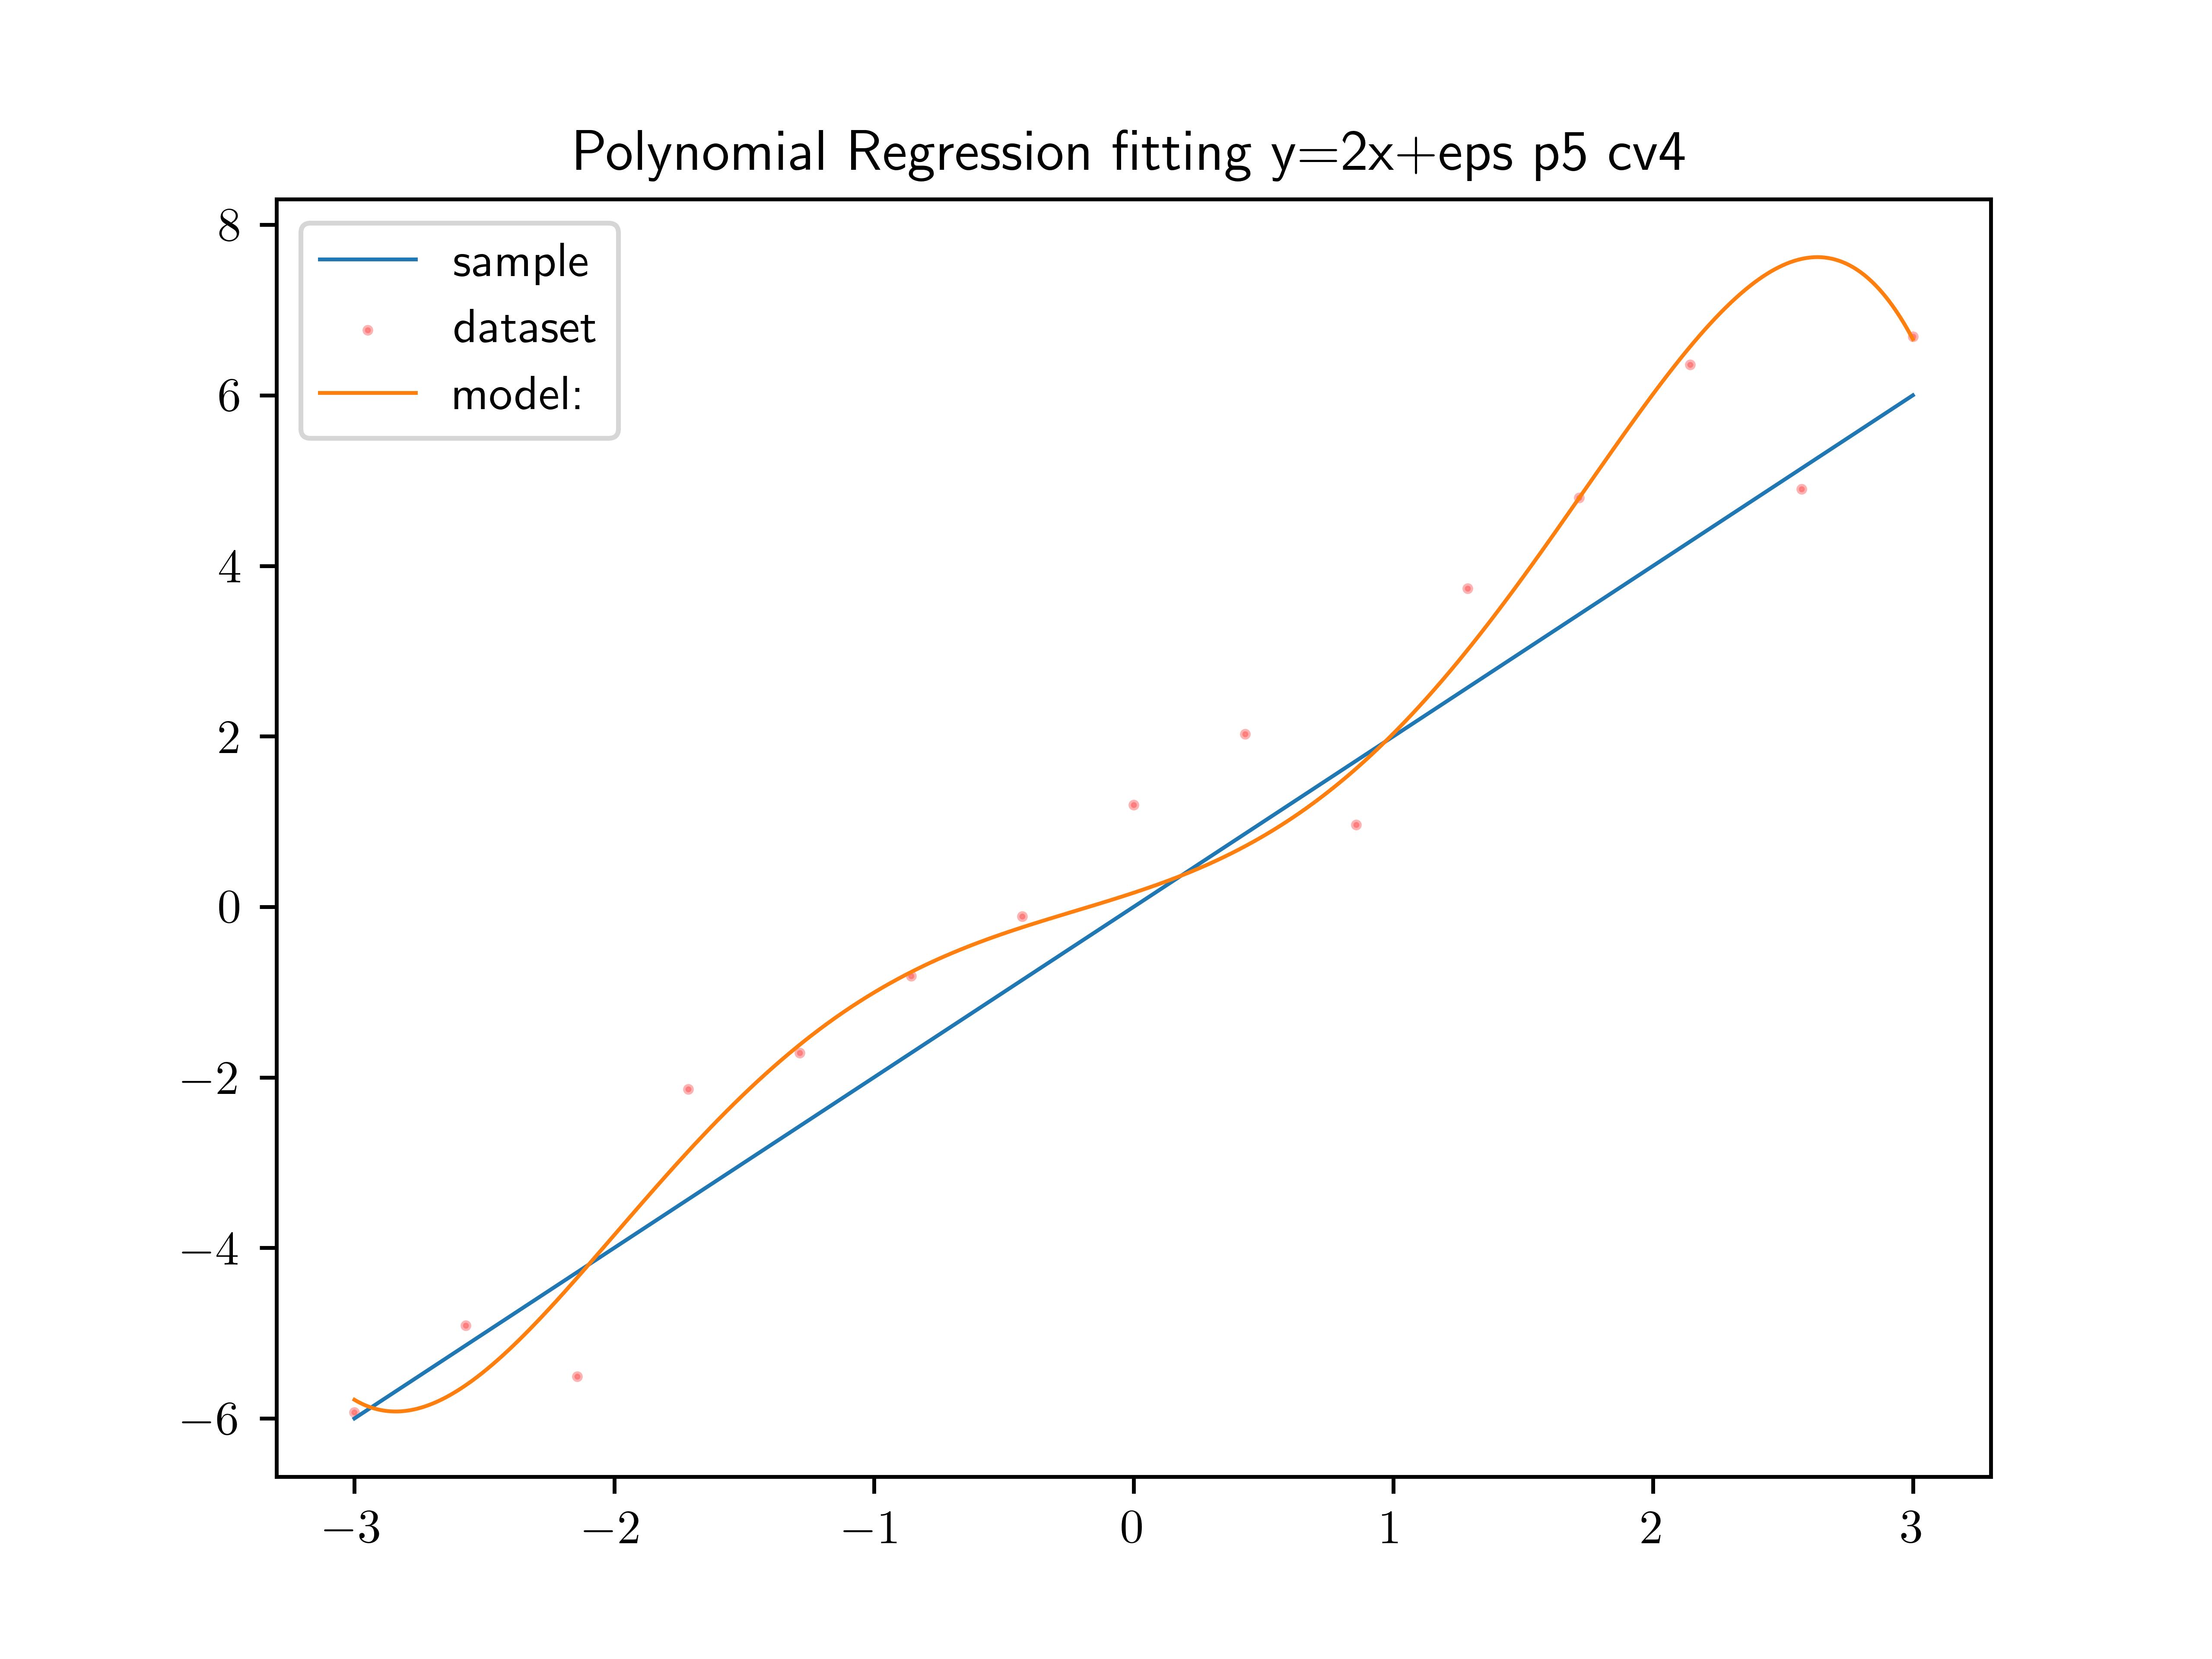 Polynomial Regression fitting y=2x+eps p5 cv4
8
sample
dataset
6
model:
4
2
0
−2
−4
−6
−3 −2 −1 0 1 2 3